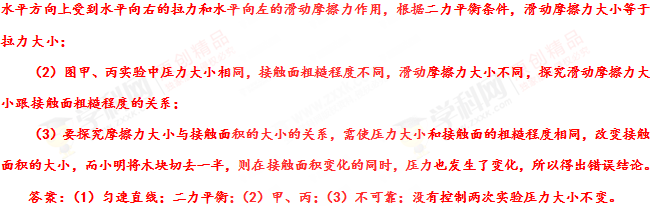 水平方向上受到水平向右的拉力和水平向左的滑动摩擦力作用，根据二力平衡条件，滑动摩擦力大小等于
拉力大小；
（2）图甲、丙实验中压力大小相同，接触面粗糙程度不同，滑动摩擦力大小不同，探究滑动摩擦力大
小跟接触面粗糙程度的关系；
（3）要探究摩擦力大小与接触面积的大小的关系，需使压力大小和接触面的粗糙程度相同，改变接触
面积的大小，而小明将木块切去一半，则在接触面积变化的同时，压力也发生了变化，所以得出错误结论。
答案：（1）匀速直线；二力平衡；（2）甲、丙；（3）不可靠；没有控制两次实验压力大小不变。